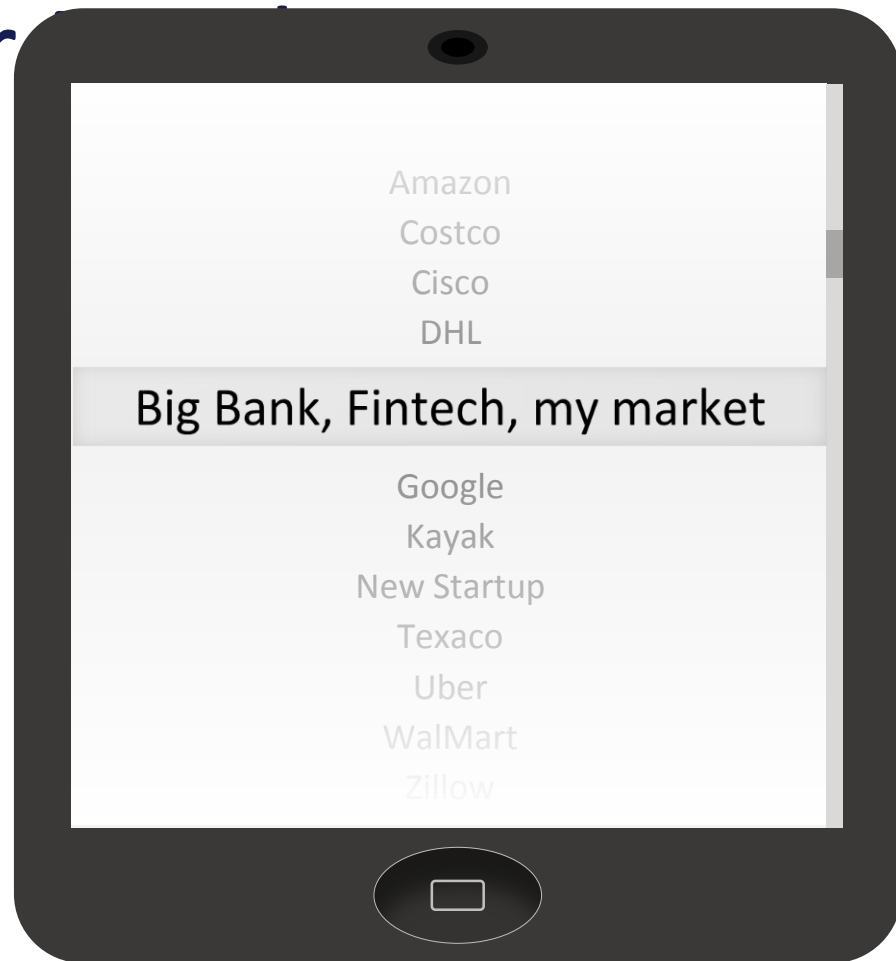 Amazon
Costco
Cisco
DHL
Big Bank, Fintech, my market
Google
Kayak
New Startup
Texaco
Uber
WalMart
Zillow